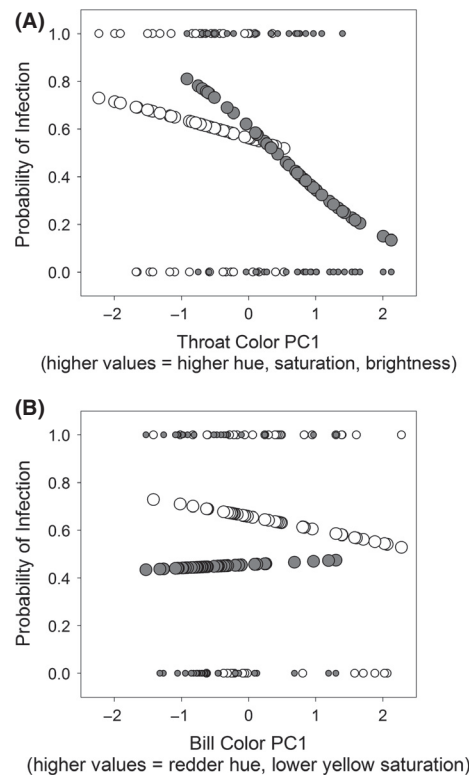 (A)
1.0
0.8
0.6
0.4
0.2
0.0
Probability of Infection
−2 −1 0 1 2
Throat Color PC1
(higher values = higher hue, saturation, brightness)
(B)
1.0
0.8
0.6
0.4
0.2
0.0
Probability of Infection
−2 −1 0 1 2
Bill Color PC1
(higher values = redder hue, lower yellow saturation)